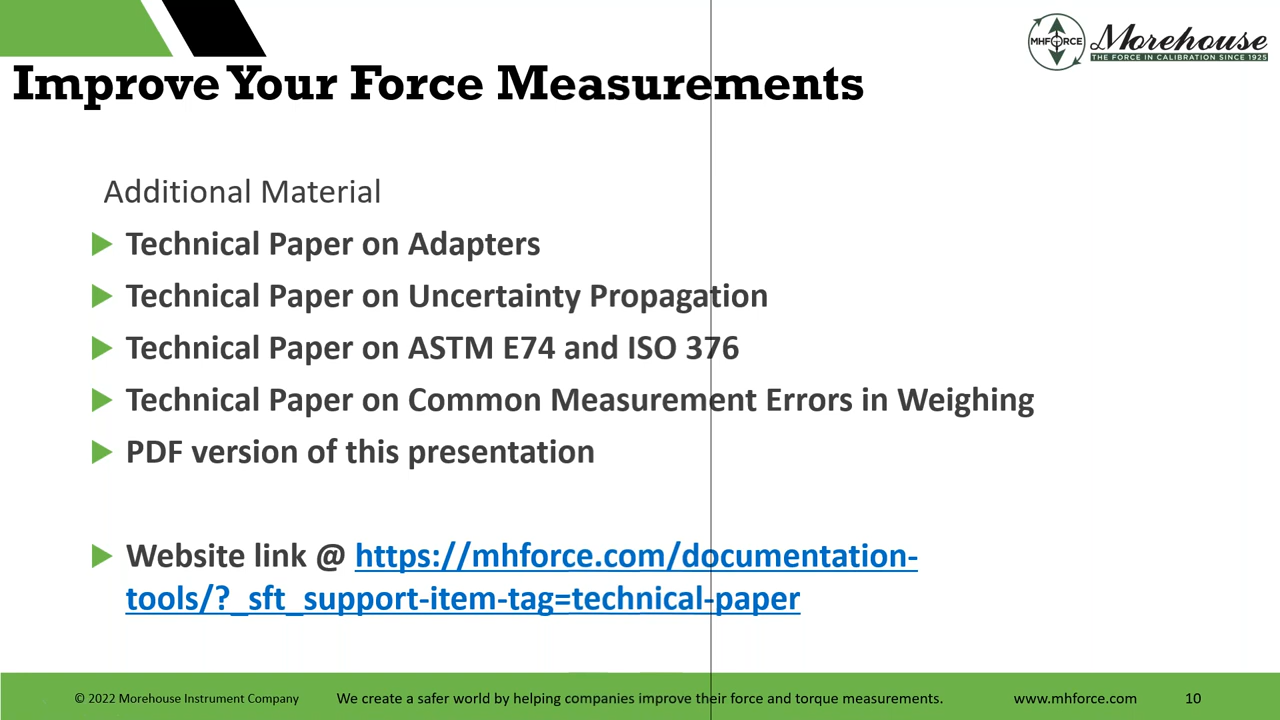 MHFORCE
Morehouse
THE FORCE IN CALIBRATION SINCE 1925
Improve Your Force Measurements
Additional Material
Technical Paper on Adapters
Technical Paper on Uncertainty Propagation
Technical Paper on ASTM E74 and ISO 376
Technical Paper on Common Measurement Errors in Weighing
PDF version of this presentation
Website link @ https://mhforce.com/documentation-
tools/?_sft_support-item-tag=technical-paper
© 2022 Morehouse Instrument Company We create a safer world by helping companies improve their force and torque measurements. www.mhforce.com 10